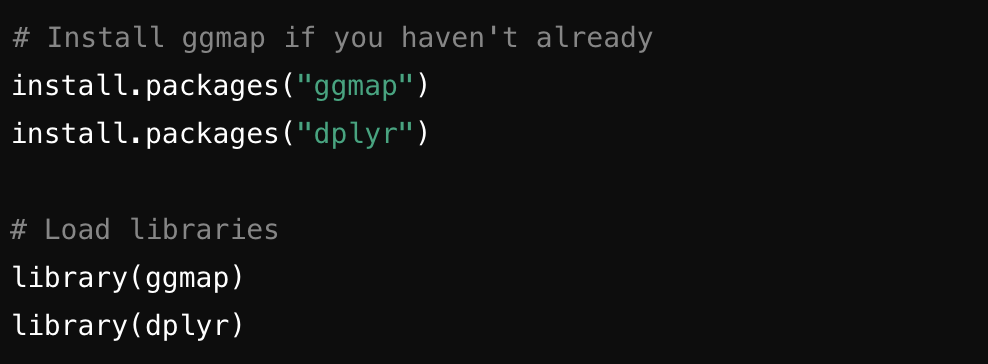 # Install ggmap if you haven't already
install.packages("ggmap")
install.packages("dplyr")
# Load libraries
library(ggmap)
library(dplyr)